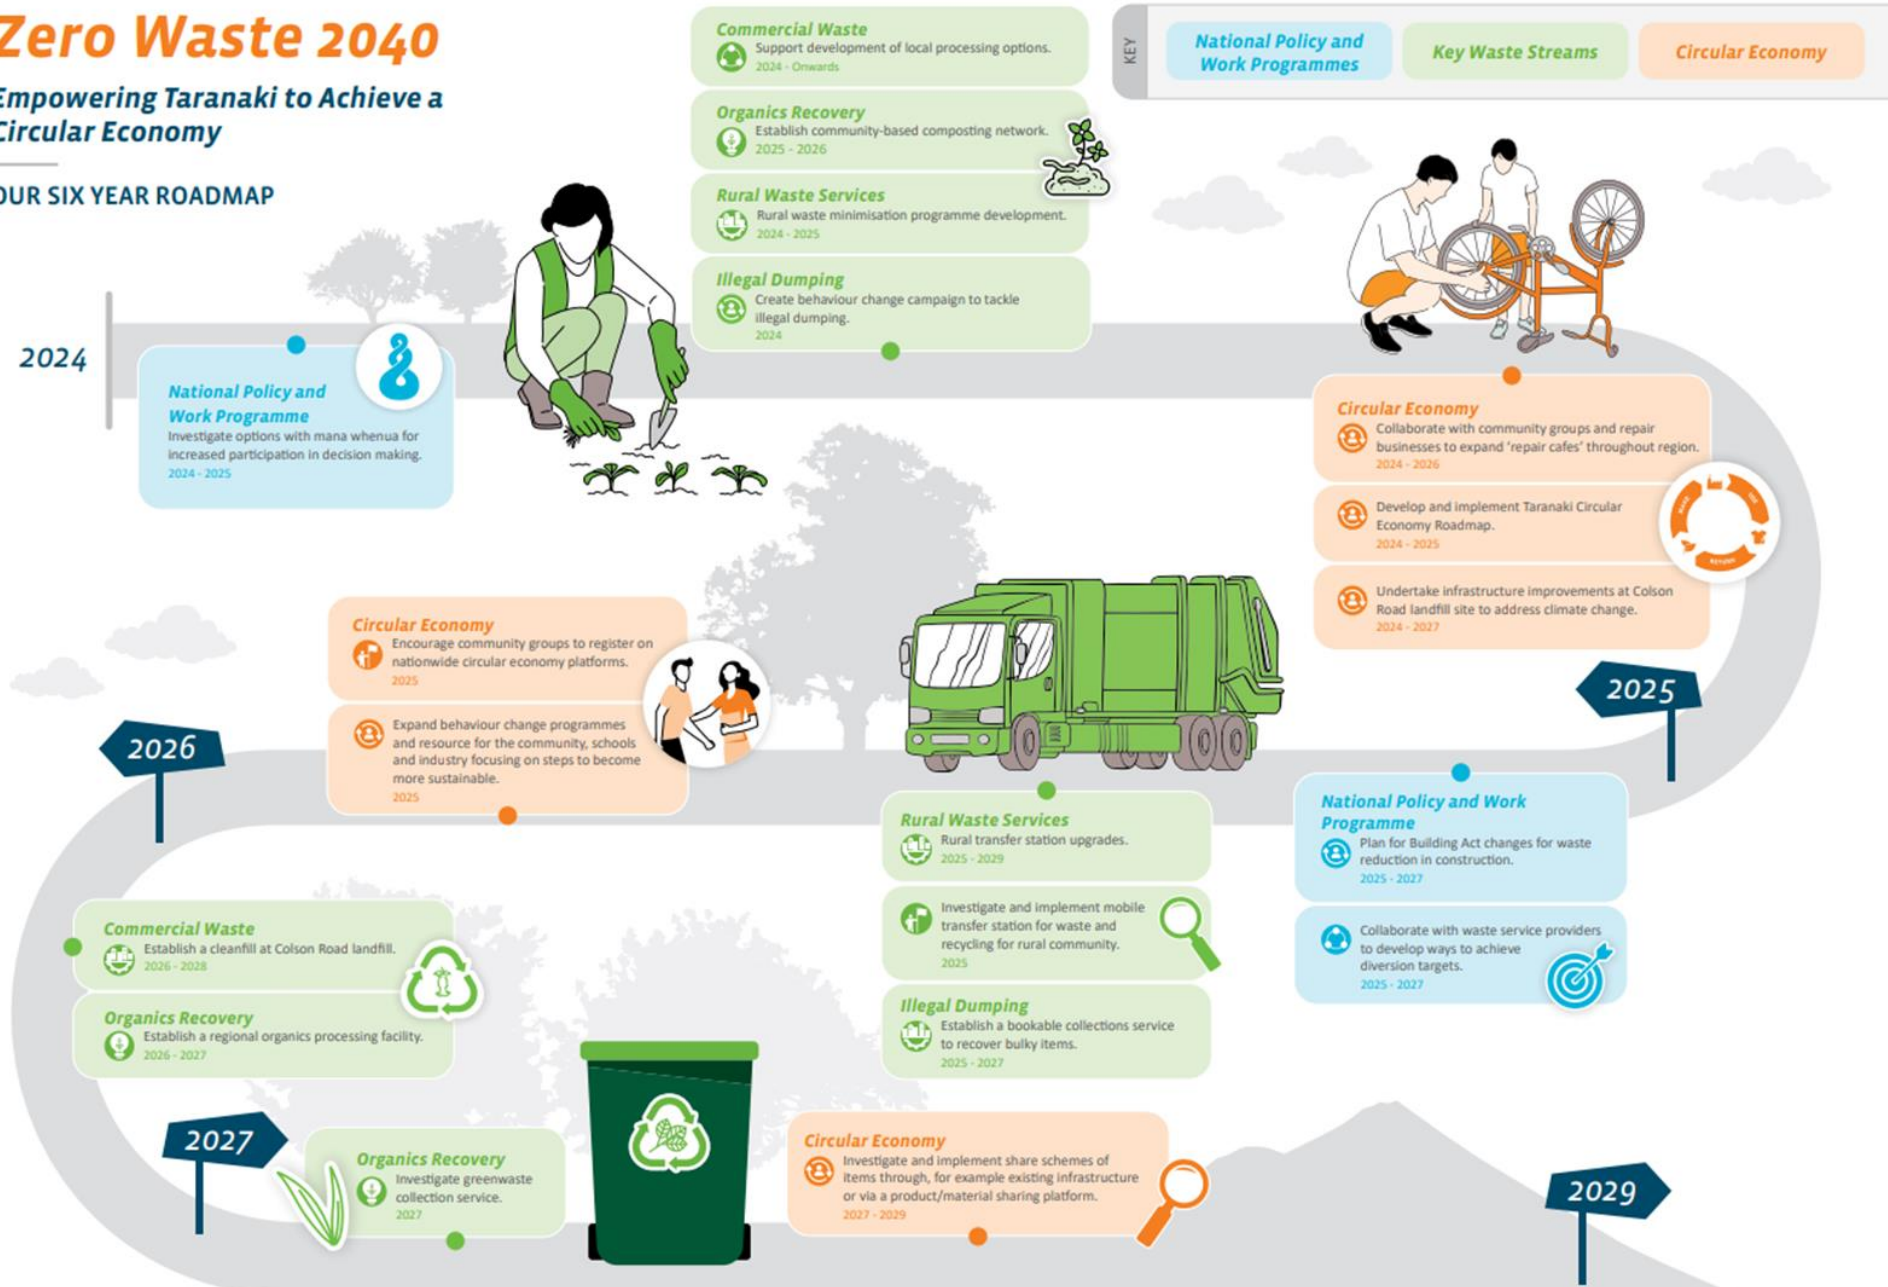 Zero Waste 2040
Empowering Taranaki to Achieve a
Circular Economy
OUR SIX YEAR ROADMAP
KEY
National Policy and
Work Programmes
Key Waste Streams
Circular Economy
2024
National Policy and
Work Programme
Investigate options with mana whenua for
increased participation in decision making.
2024 - 2025
Commercial Waste
Support development of local processing options.
2024 - Onwards
Organics Recovery
Establish community-based composting network.
2025 - 2026
Rural Waste Services
Rural waste minimisation programme development.
2024 - 2025
Illegal Dumping
Create behaviour change campaign to tackle
illegal dumping.
2024
Circular Economy
Collaborate with community groups and repair
businesses to expand ‘repair cafes’ throughout region.
2024 - 2026
Develop and implement Taranaki Circular
Economy Roadmap.
2024 - 2025
Undertake infrastructure improvements at Colson
Road landfill site to address climate change.
2024 - 2027
MAKE
USE
RETURN
2025
National Policy and Work
Programme
Plan for Building Act changes for waste
reduction in construction.
2025 - 2027
Collaborate with waste service providers
to develop ways to achieve
diversion targets.
2025 - 2027
Rural Waste Services
Rural transfer station upgrades.
2025 - 2029
Investigate and implement mobile
transfer station for waste and
recycling for rural community.
2025
Illegal Dumping
Establish a bookable collections service
to recover bulky items.
2025 - 2027
Circular Economy
Encourage community groups to register on
nationwide circular economy platforms.
2025
Expand behaviour change programmes
and resource for the community, schools
and industry focusing on steps to become
more sustainable.
2025
2026
Commercial Waste
Establish a cleanfill at Colson Road landfill.
2026 - 2028
Organics Recovery
Establish a regional organics processing facility.
2026 - 2027
2027
Organics Recovery
Investigate greenwaste
collection service.
2027
Circular Economy
Investigate and implement share schemes of
items through, for example existing infrastructure
or via a product/material sharing platform.
2027 - 2029
2029